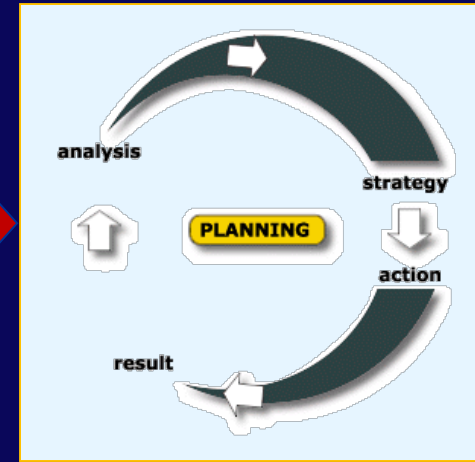 analysis
strategy
PLANNING
action
result